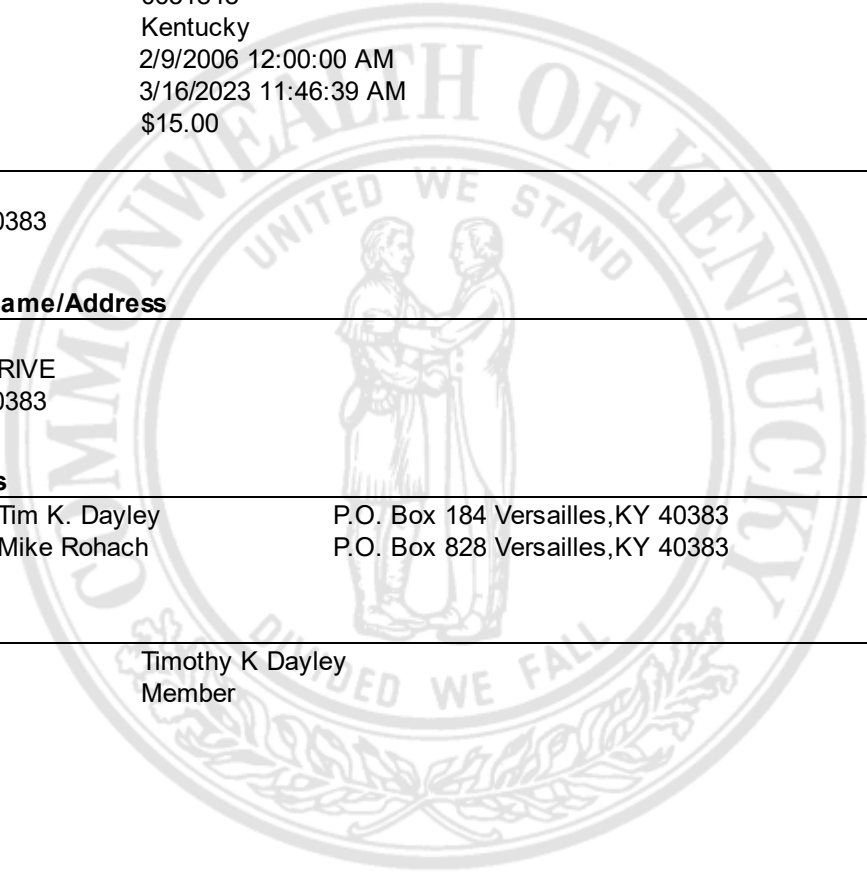 Kentucky
2/9/2006 12:00:00 AM
3/16/2023 11:46:39 AM
$15.00
0383
ame/Address
RIVE
0383
s
Tim K. Dayley P.O. Box 184 Versailles,KY 40383
Mike Rohach P.O. Box 828 Versailles,KY 40383
Timothy K Dayley
Member
COMMONWEALTH OF KENTUCKY
UNITED WE STAND
DIVIDED WE FALL